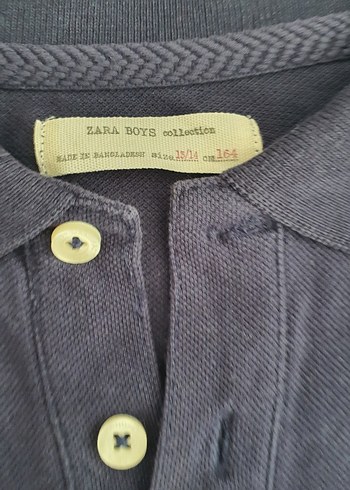 ZARA BOYS collection
MADE IN BANGLADESH size 13/14 CM.164